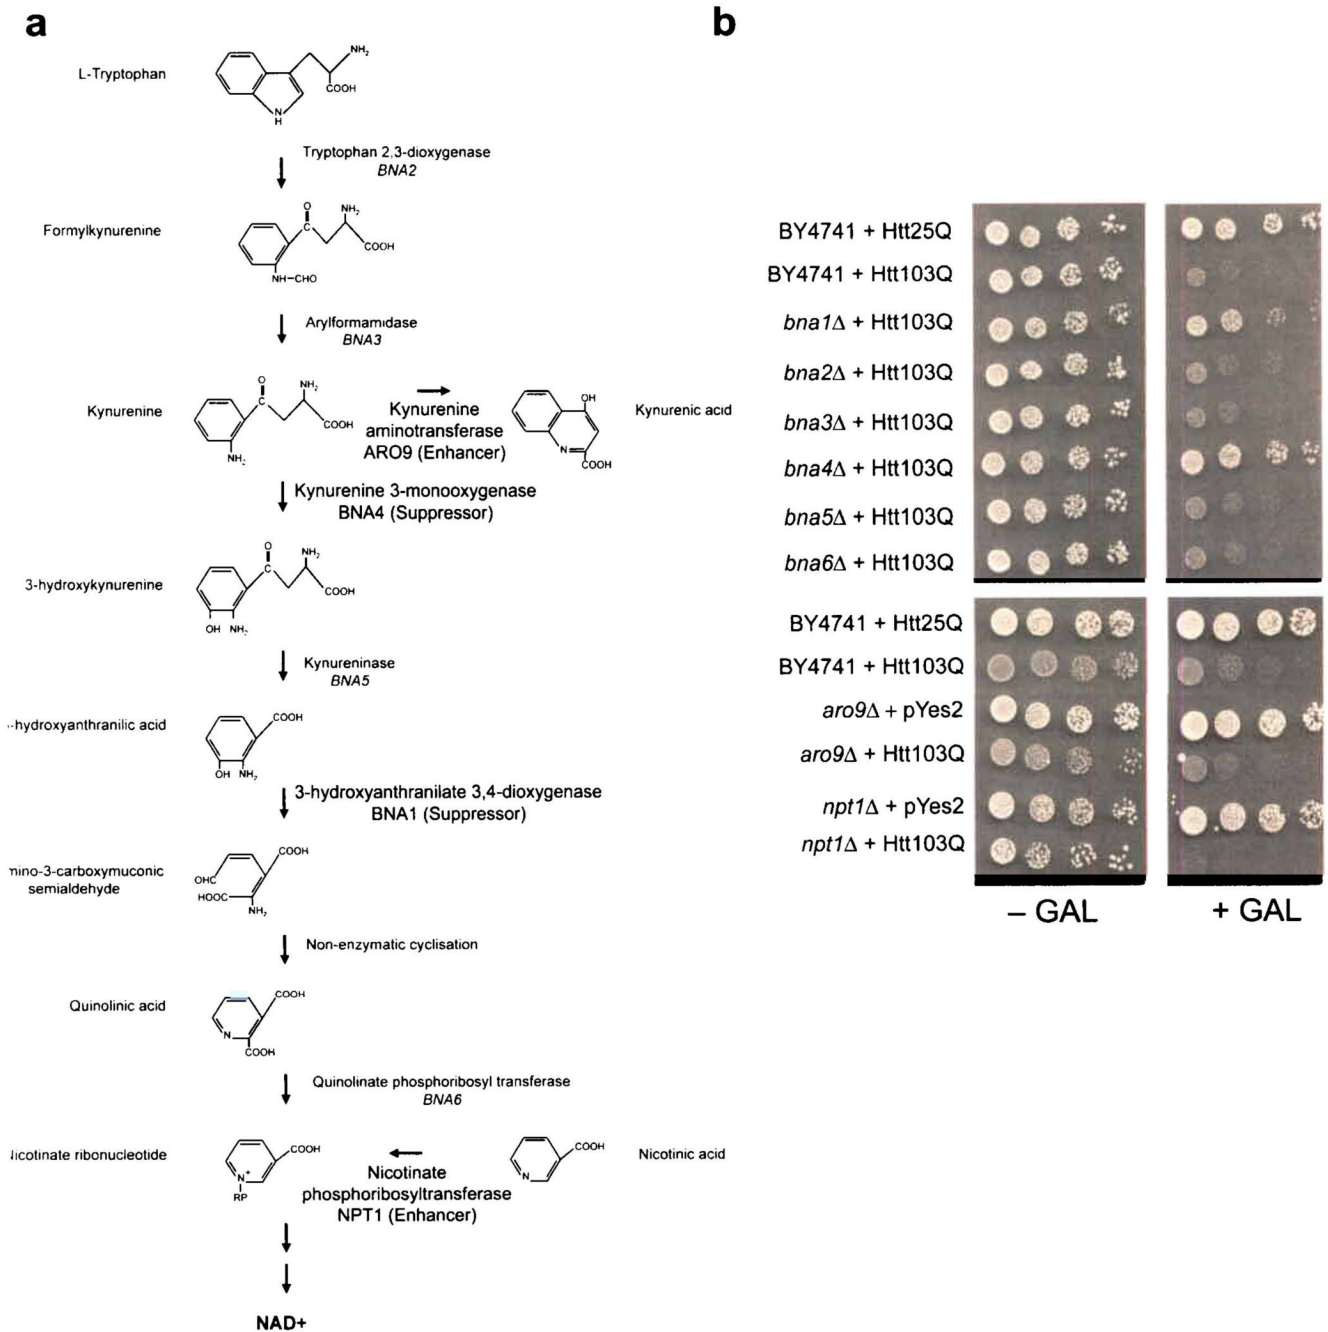 a
L-Tryptophan
NH2
COOH
N
H
Tryptophan 2,3-dioxygenase
BNA2
Formylkynurenine
O
NH2
C
COOH
NH-CHO
Arylformamidase
BNA3
Kynurenine
O
NH2
C
COOH
NH2
Kynurenine
aminotransferase
ARO9 (Enhancer)
OH
N
COOH
Kynurenic acid
Kynurenine 3-monooxygenase
BNA4 (Suppressor)
3-hydroxykynurenine
O
NH2
C
COOH
OH NH2
Kynureninase
BNA5
-hydroxyanthranilic acid
COOH
OH NH2
3-hydroxyanthranilate 3,4-dioxygenase
BNA1 (Suppressor)
mino-3-carboxymuconic
semialdehyde
COOH
OHC
HOOC
NH2
Non-enzymatic cyclisation
Quinolinic acid
COOH
N
COOH
Quinolinate phosphoribosyl transferase
BNA6
icotinate ribonucleotide
COOH
N+
RP
Nicotinate
phosphoribosyltransferase
NPT1 (Enhancer)
COOH
N
Nicotinic acid
NAD+
b
BY4741 + Htt25Q
BY4741 + Htt103Q
bna1Δ + Htt103Q
bna2Δ + Htt103Q
bna3Δ + Htt103Q
bna4Δ + Htt103Q
bna5Δ + Htt103Q
bna6Δ + Htt103Q
BY4741 + Htt25Q
BY4741 + Htt103Q
aro9Δ + pYes2
aro9Δ + Htt103Q
npt1Δ + pYes2
npt1Δ + Htt103Q
– GAL
+ GAL